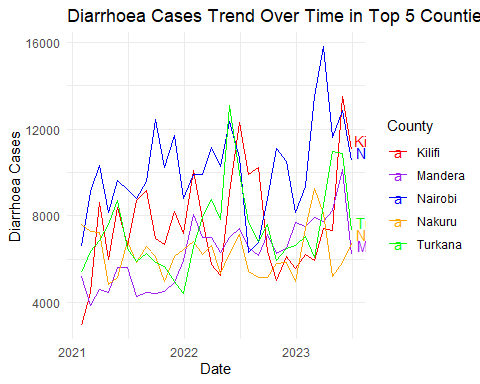 Diarrhoea Cases Trend Over Time in Top 5 Countie
Diarrhoea Cases
16000
12000
8000
4000
2021
2022
2023
Date
Ki
N
T
N
M
County
a Kilifi
a Mandera
a Nairobi
a Nakuru
a Turkana